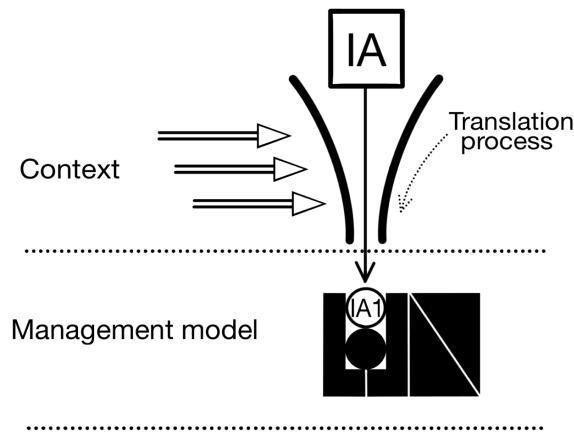 IA
Translation
process
Context
IA1
Management model